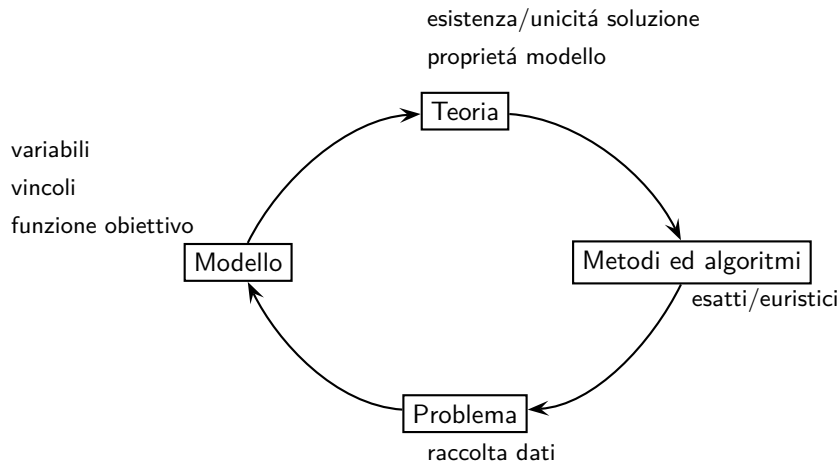 esistenza/unicitá soluzione
proprietá modello
Teoria
variabili
vincoli
funzione obiettivo
Modello
Metodi ed algoritmi
esatti/euristici
Problema
raccolta dati